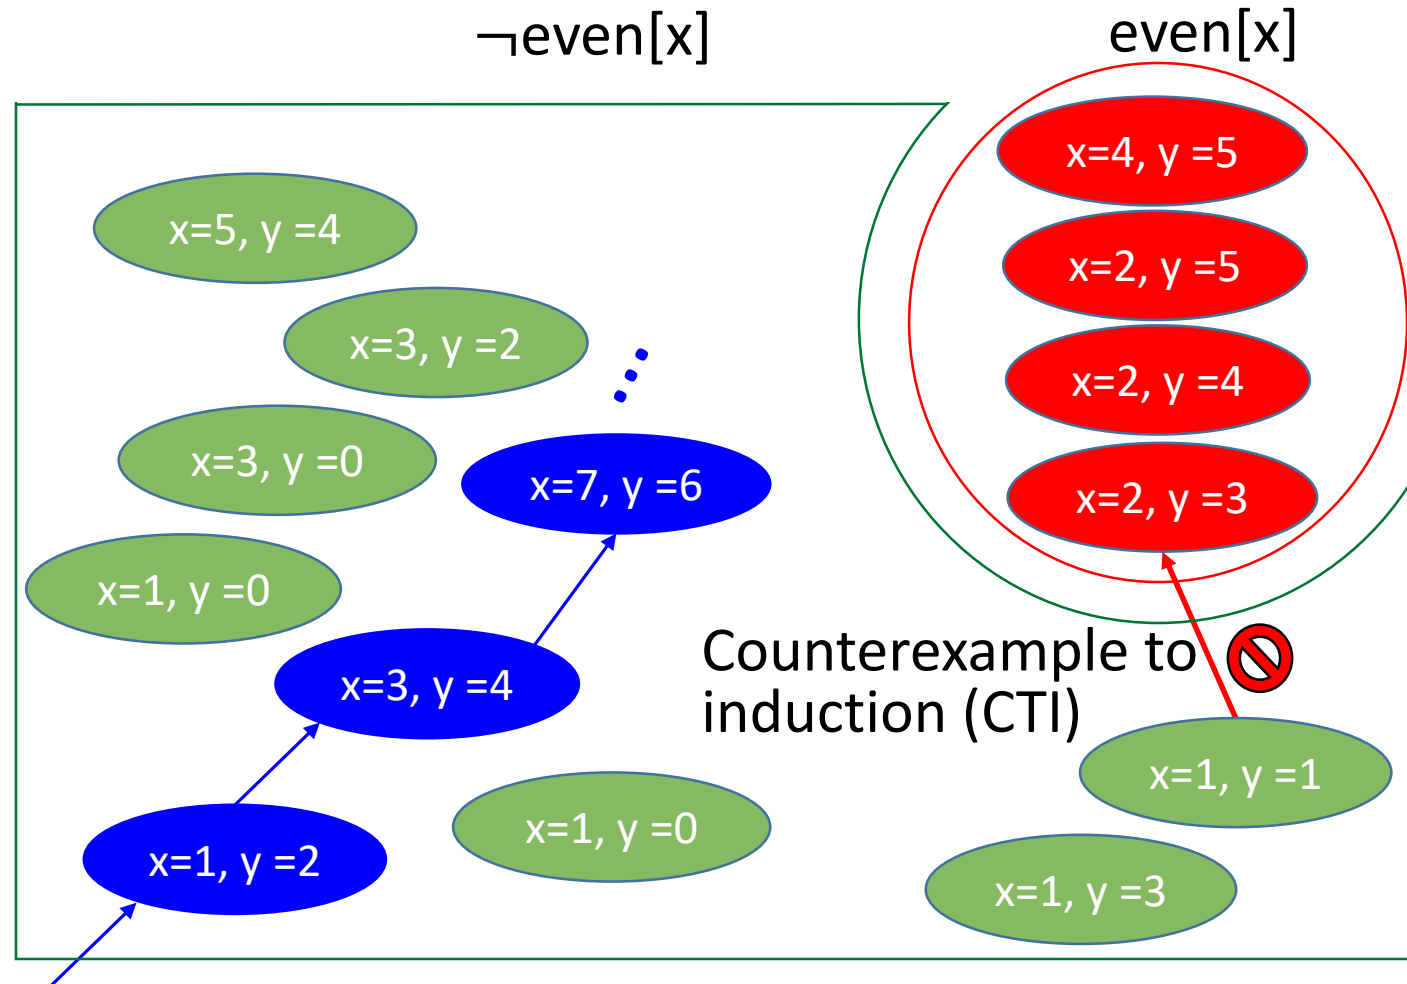 ¬even[x]
even[x]
x=4, y =5
x=5, y =4
x=2, y =5
x=3, y =2
x=2, y =4
x=3, y =0
x=7, y =6
x=2, y =3
x=1, y =0
x=3, y =4
Counterexample to
induction (CTI)
x=1, y =1
x=1, y =0
x=1, y =2
x=1, y =3